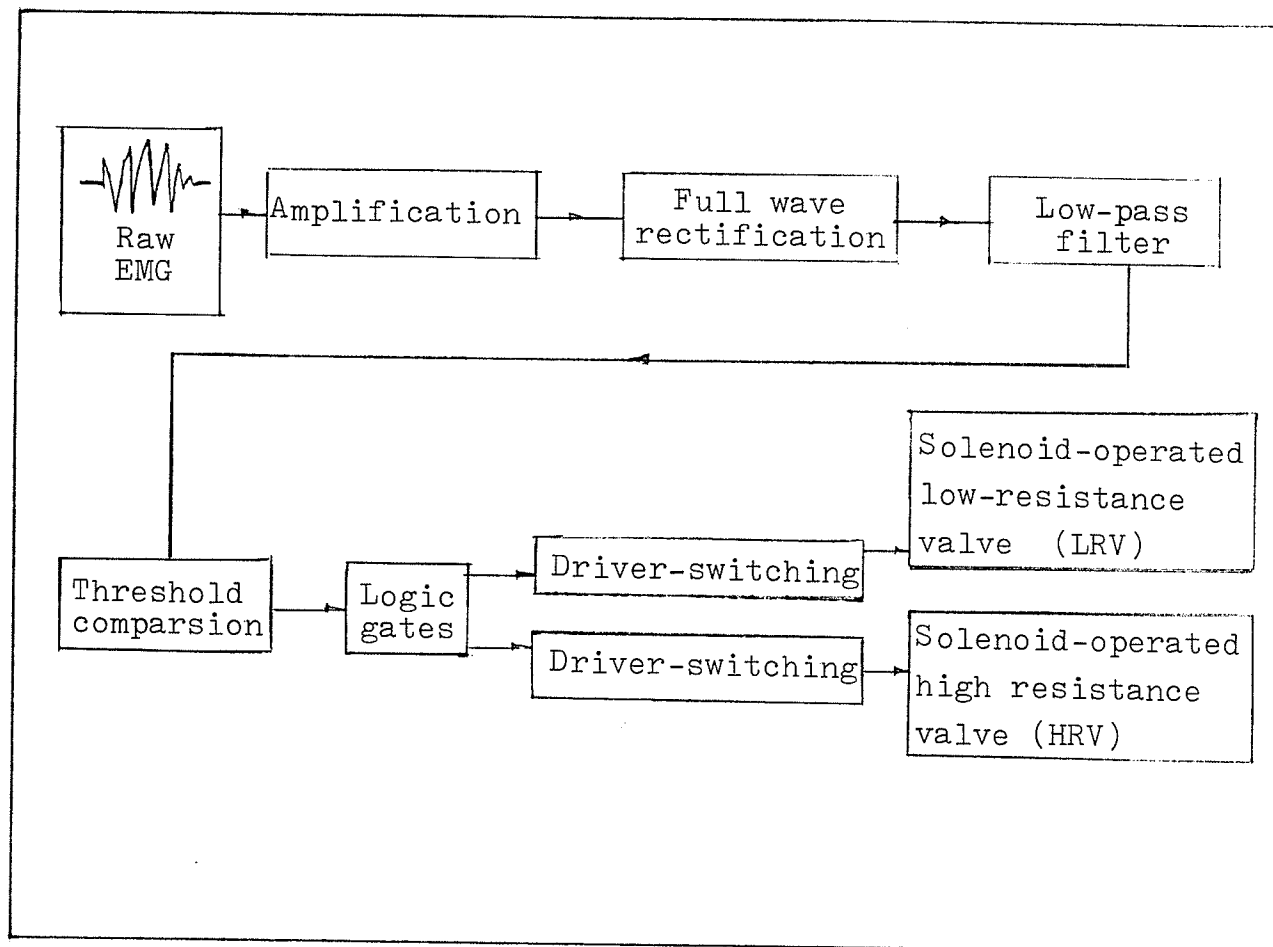 Raw
EMG
Amplification
Full wave
rectification
Low-pass
filter
Threshold
comparsion
Logic
gates
Driver-switching
Driver-switching
Solenoid-operated
low-resistance
valve (LRV)
Solenoid-operated
high resistance
valve (HRV)